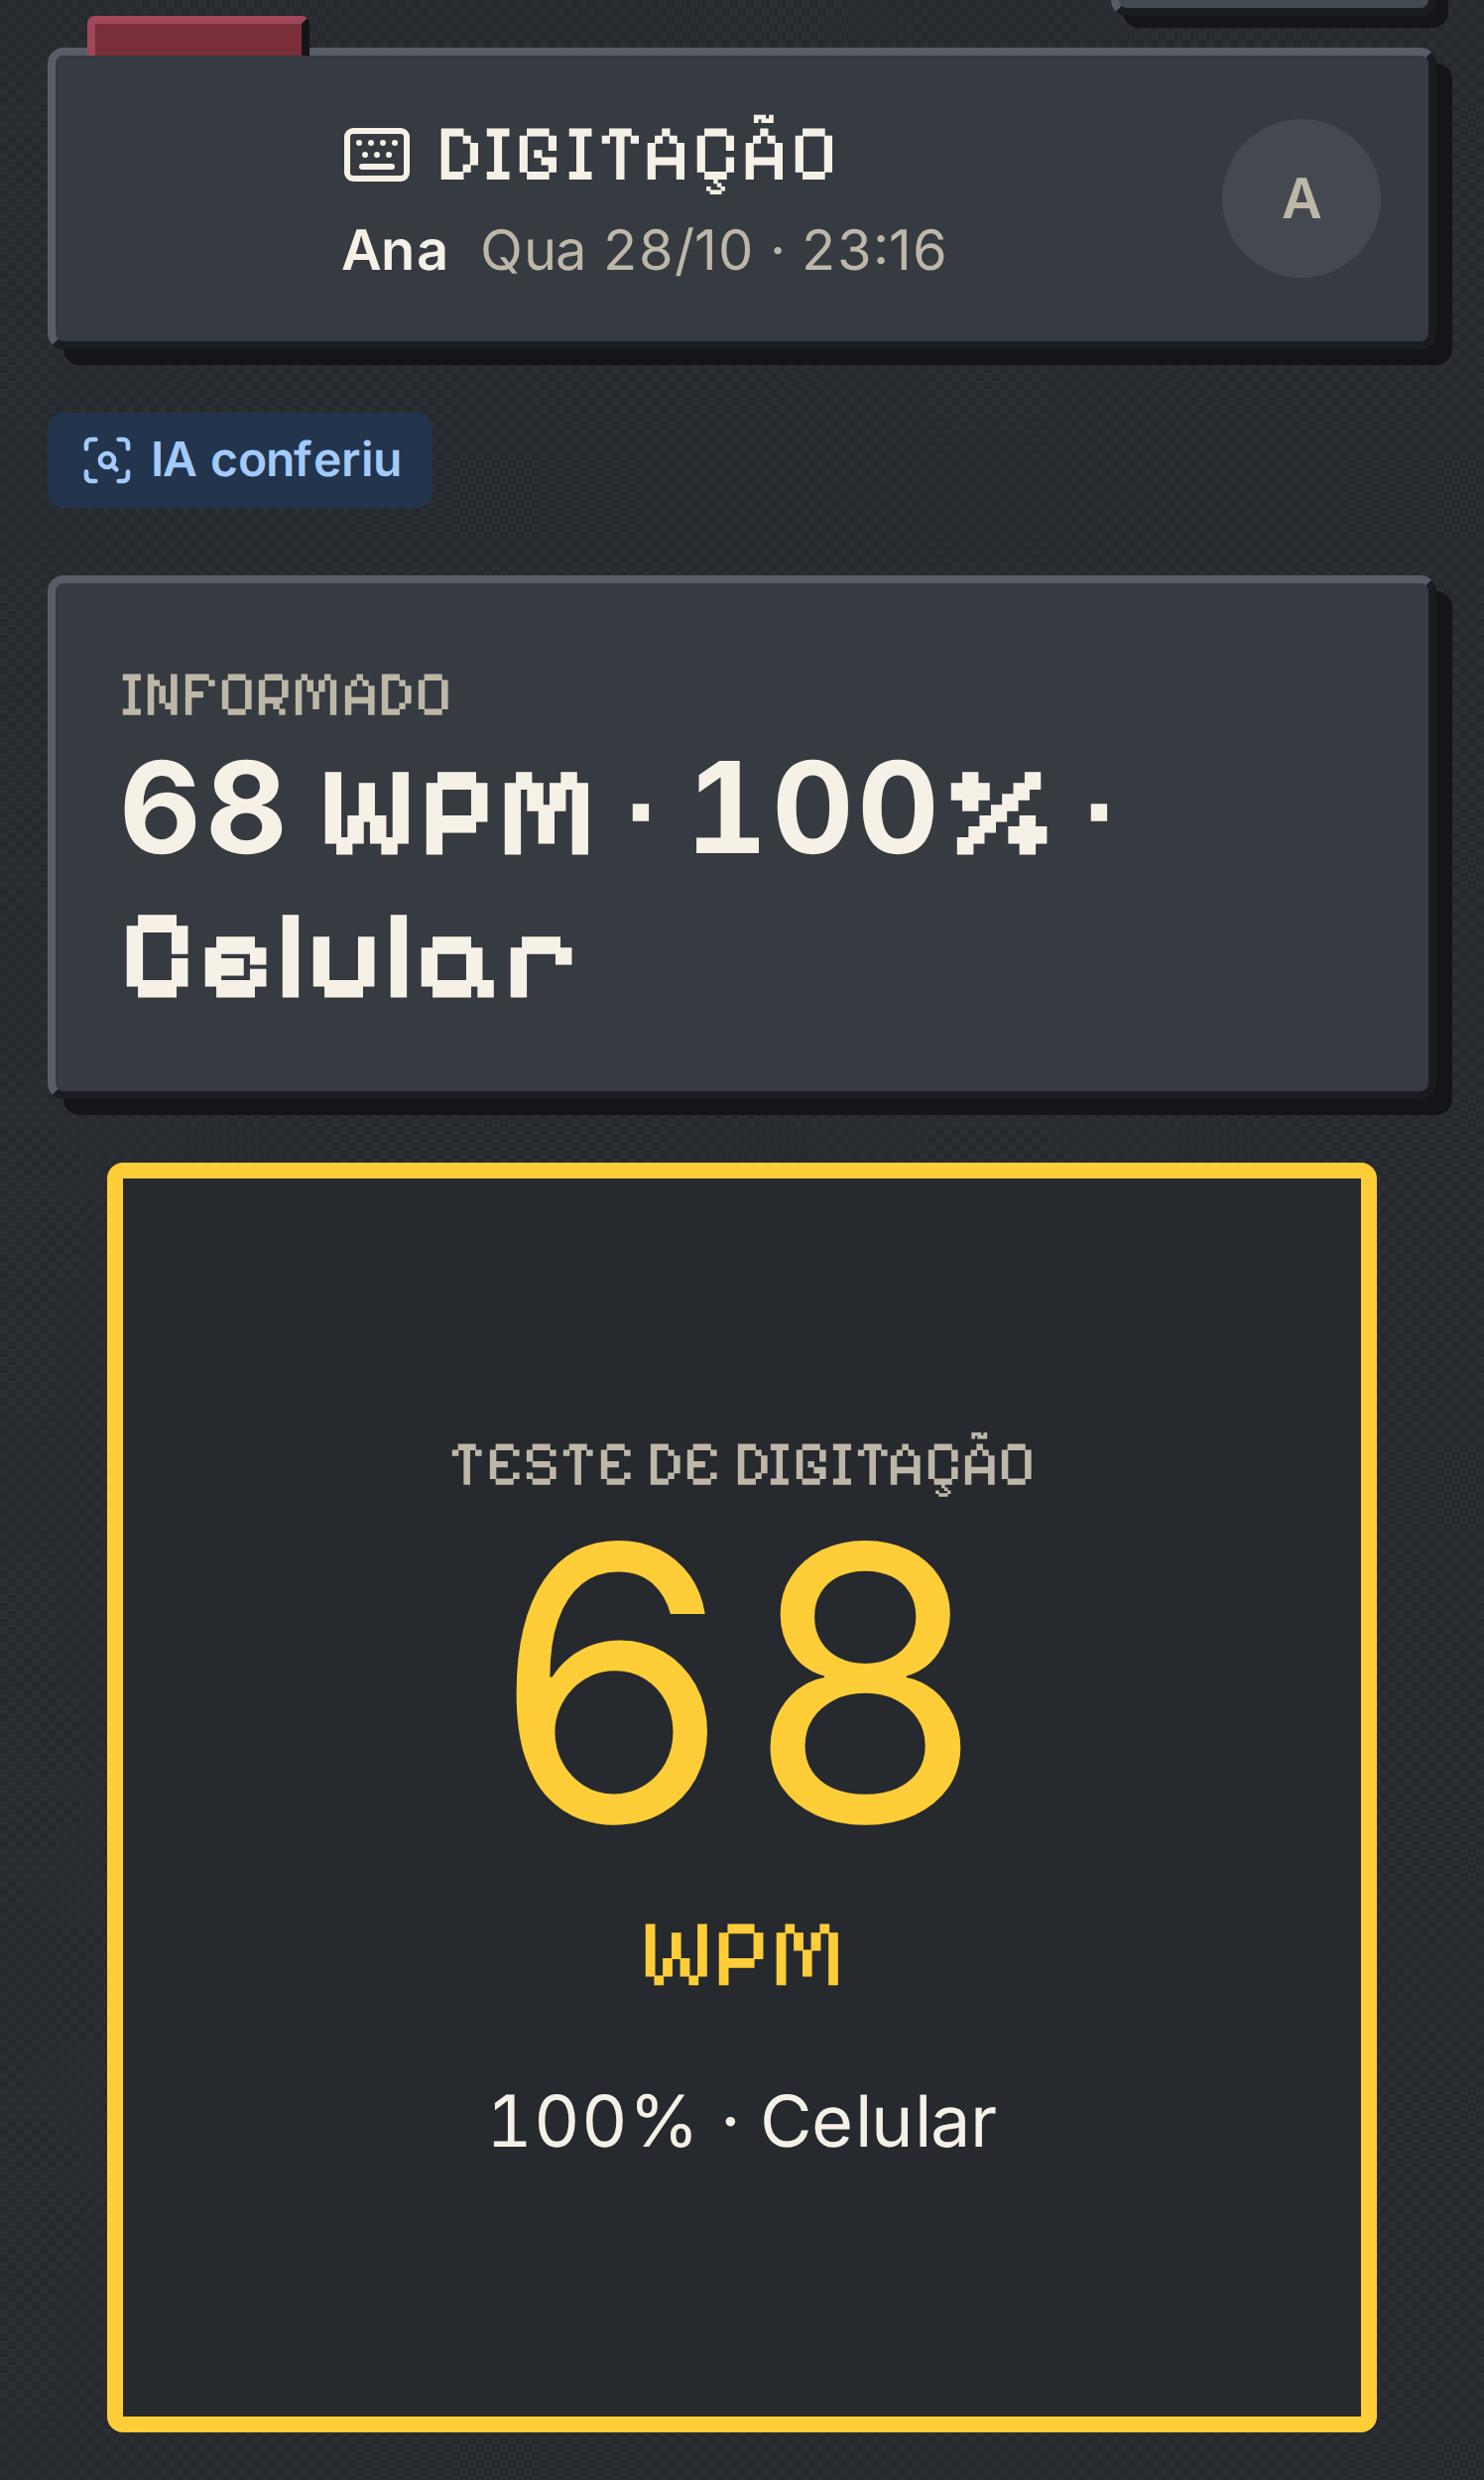 DIGITAÇÃO
Ana Qua 28/10 · 23:16
A
IA conferiu
INFORMADO
68 WPM · 100% ·
Celular
TESTE DE DIGITAÇÃO
68
WPM
100% · Celular